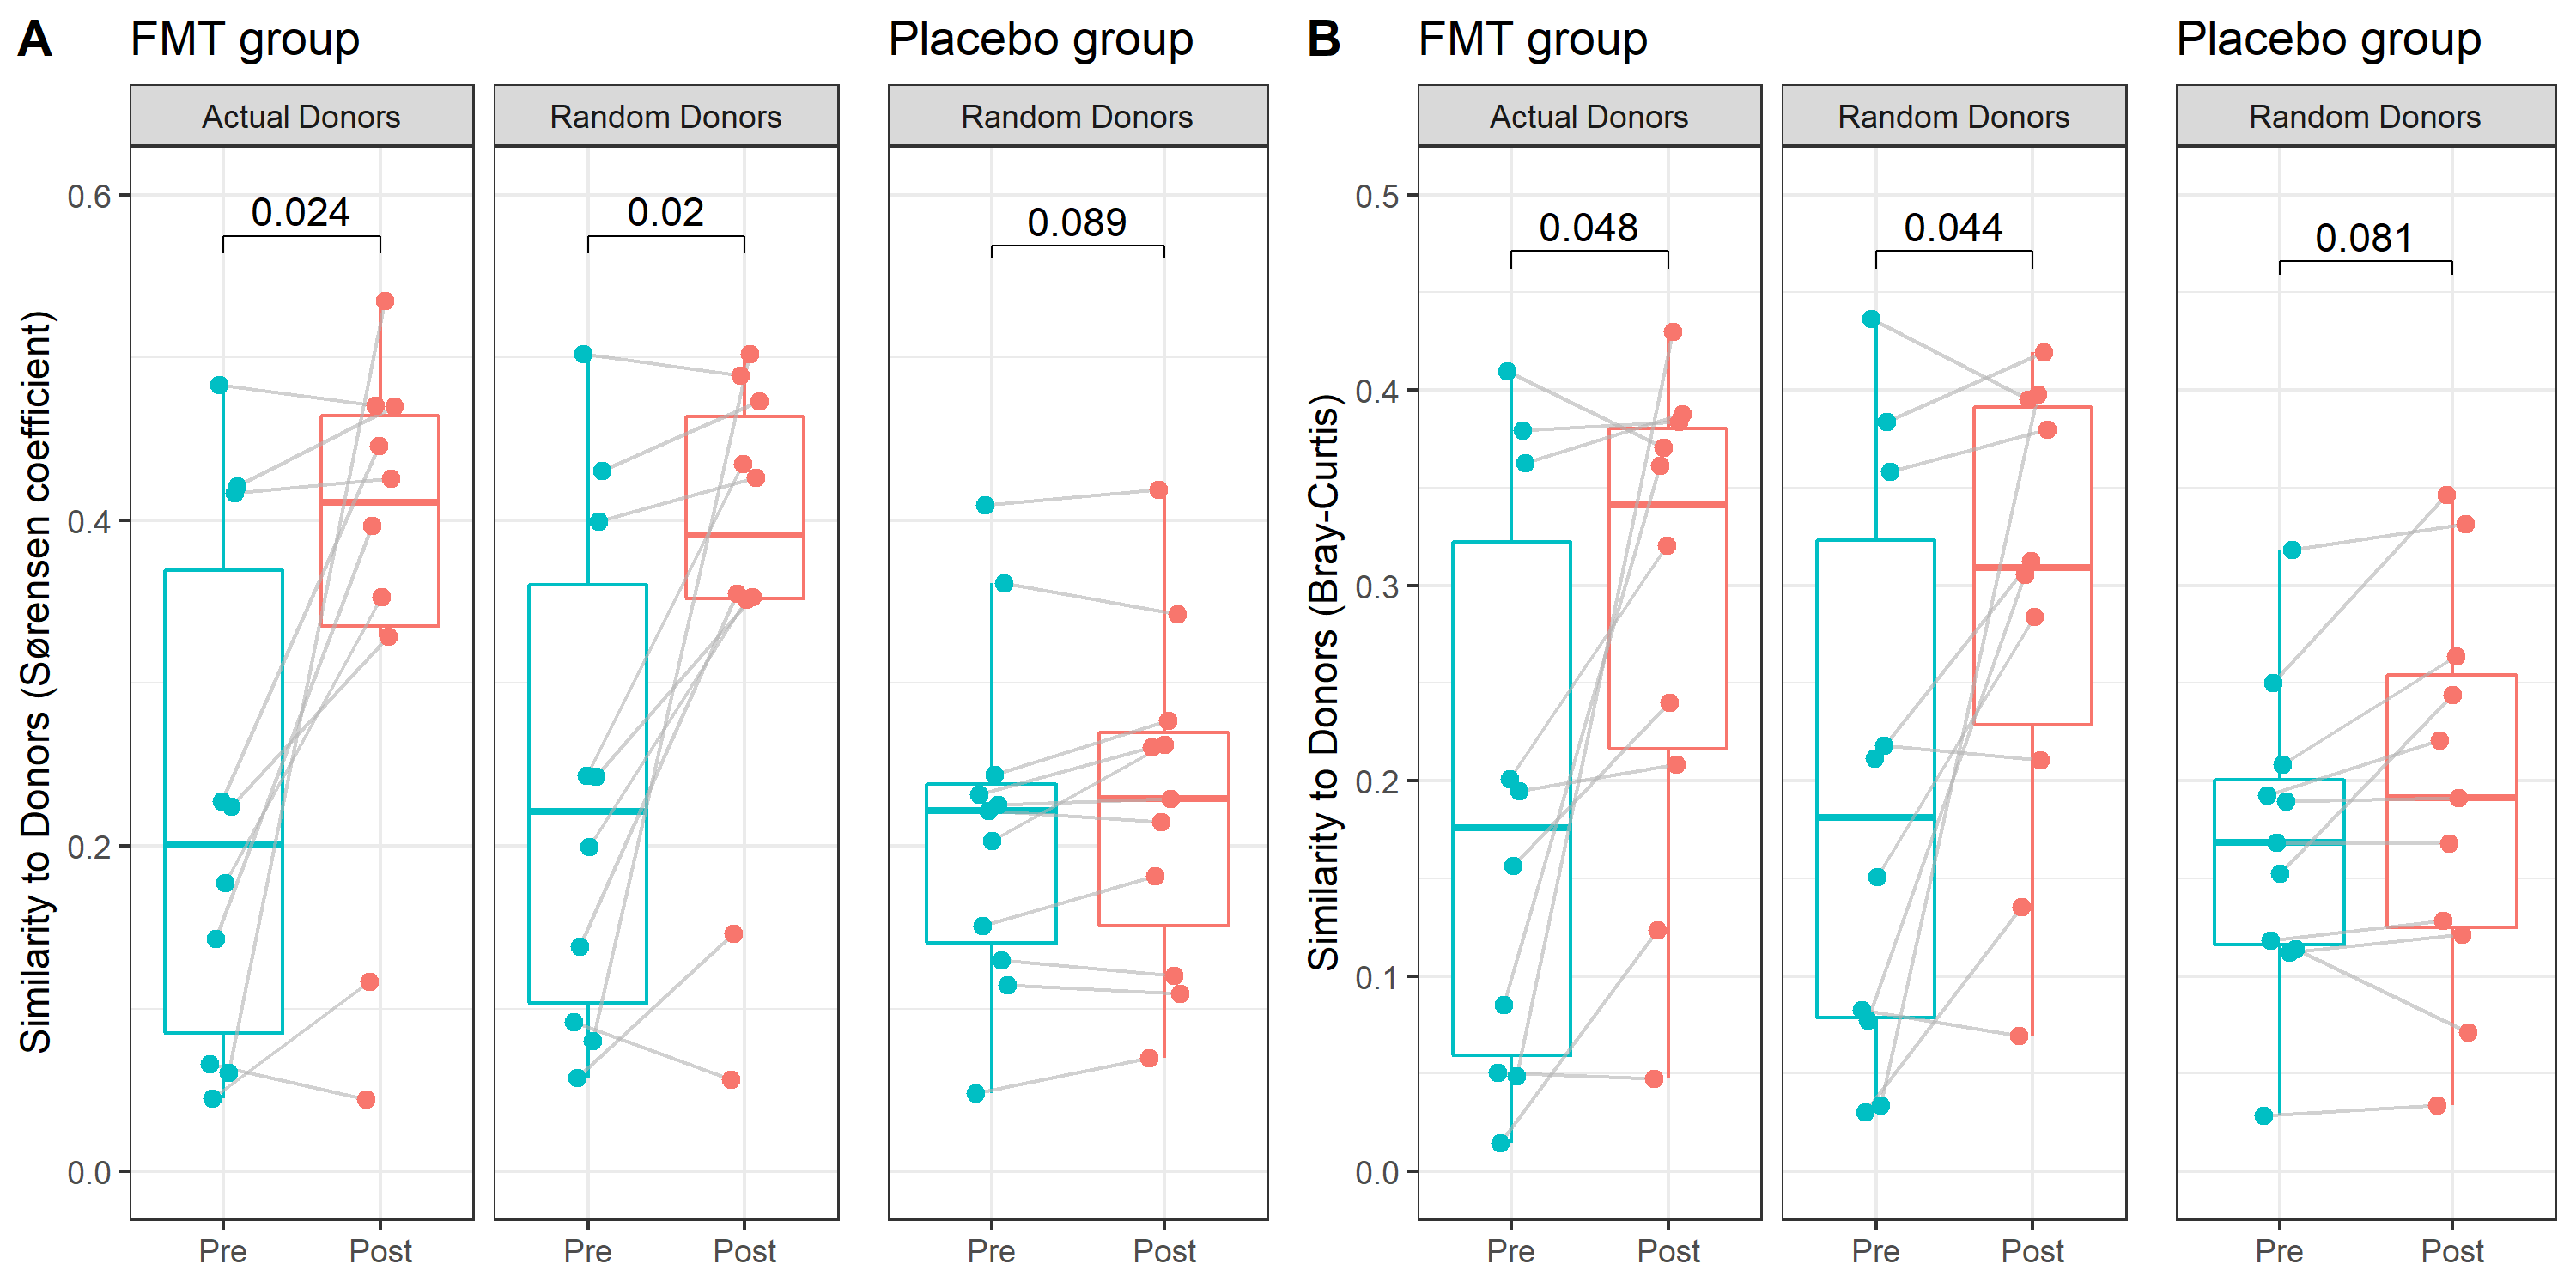 A FMT group Placebo group
Actual Donors Random Donors Random Donors
Similarity to Donors (Sørensen coefficient)
0.6
0.4
0.2
0.0
0.024 0.02 0.089
Pre Post Pre Post Pre Post
B FMT group Placebo group
Actual Donors Random Donors Random Donors
Similarity to Donors (Bray-Curtis)
0.5
0.4
0.3
0.2
0.1
0.0
0.048 0.044 0.081
Pre Post Pre Post Pre Post